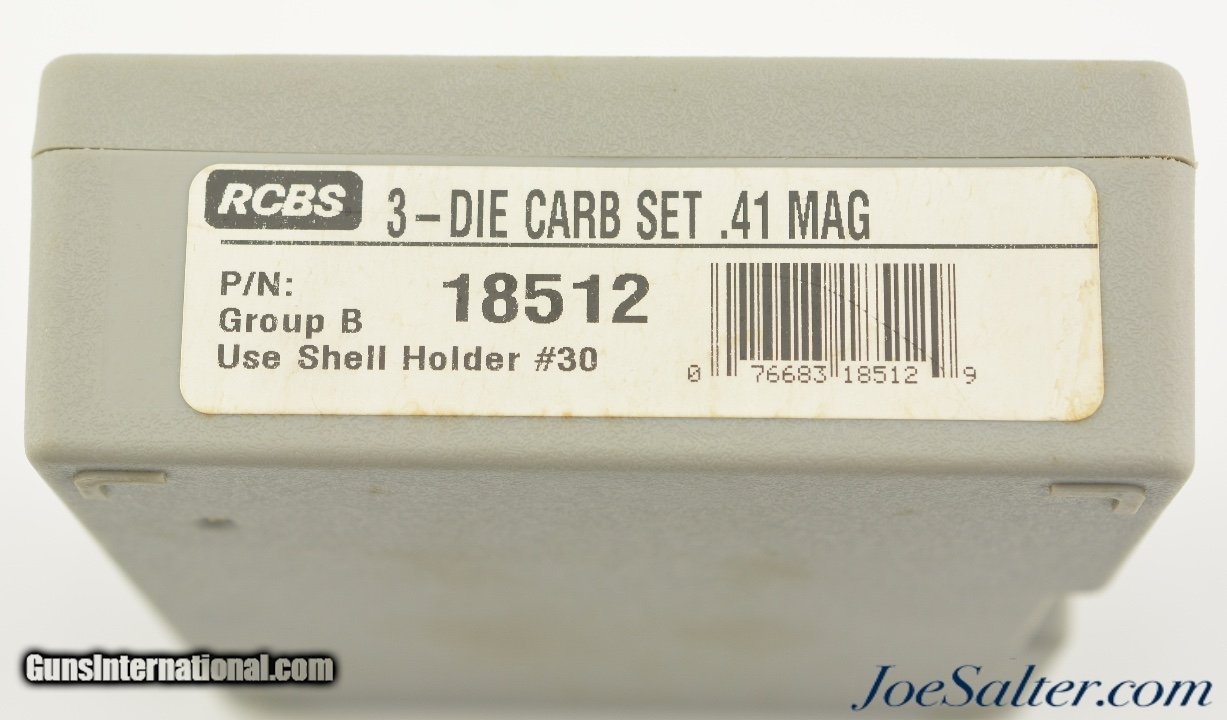 RCBS 3-DIE CARB SET .41 MAG
P/N: 18512
Group B
Use Shell Holder #30
0 76683 18512 9
GunsInternational.com
JoeSalter.com